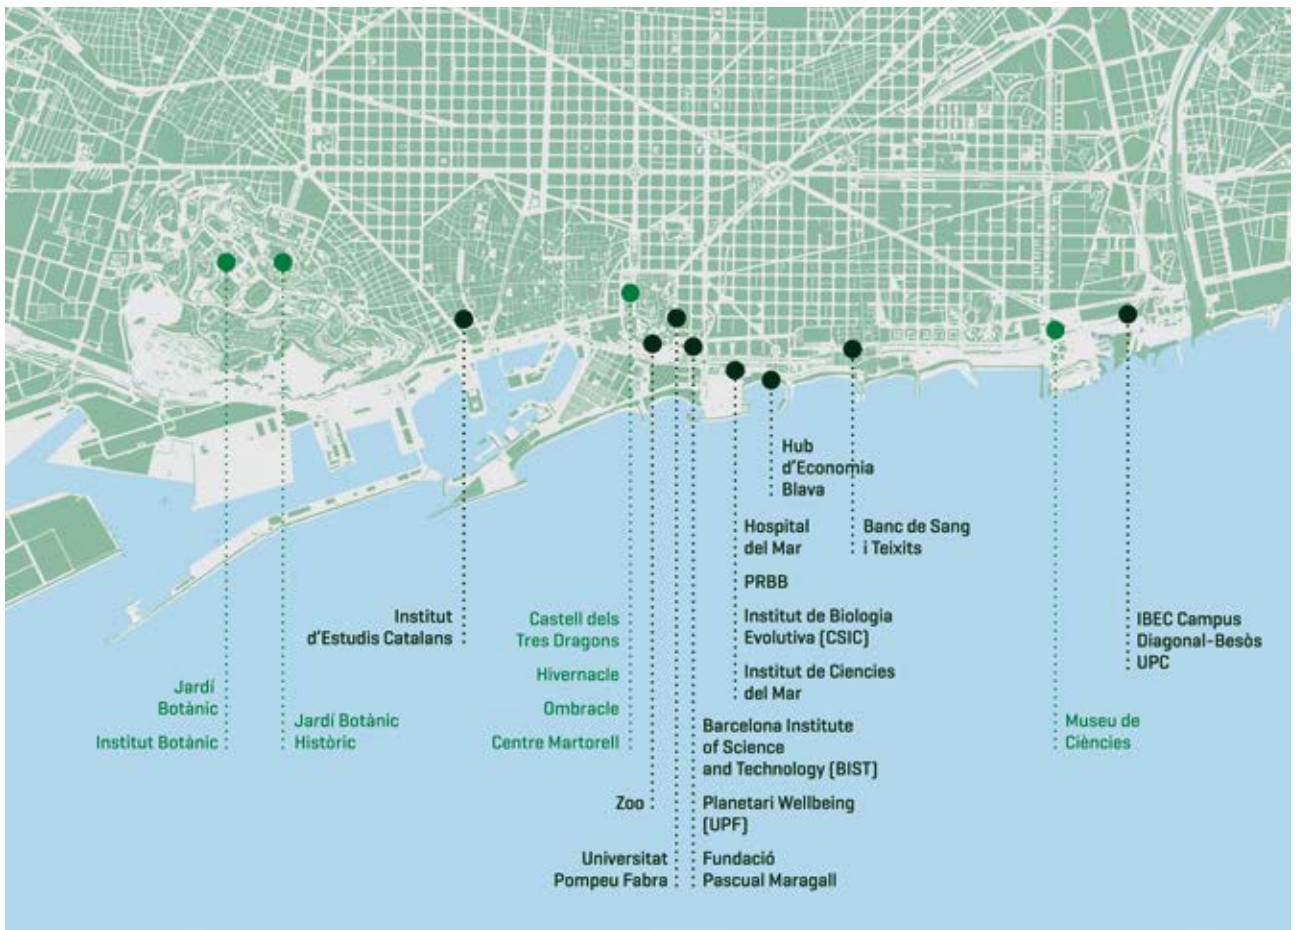 Hub
d'Economia
Blava
Hospital
del Mar
Banc de Sang
i Teixits
PRBB
Institut
d'Estudis Catalans
Castell dels
Tres Dragons
Institut de Biologia
Evolutiva (CSIC)
IBEC Campus
Diagonal-Besòs
UPC
Hivernacle
Institut de Ciencies
del Mar
Jardí
Botànic
Ombracle
Institut Botànic
Jardí Botànic
Històric
Centre Martorell
Barcelona Institute
of Science
and Technology (BIST)
Museu de
Ciències
Zoo
Planetari Wellbeing
(UPF)
Universitat
Pompeu Fabra
Fundació
Pascual Maragall